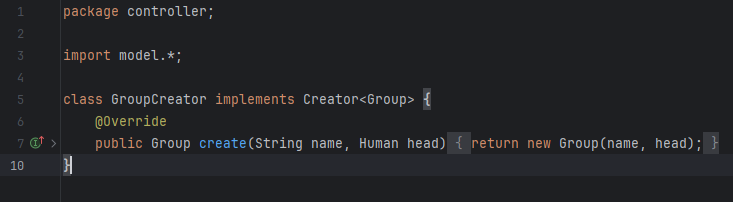 1 package controller;
2
3 import model.*;
4
5 class GroupCreator implements Creator<Group> {
6 @Override
7 public Group create(String name, Human head) { return new Group(name, head); }
10 }